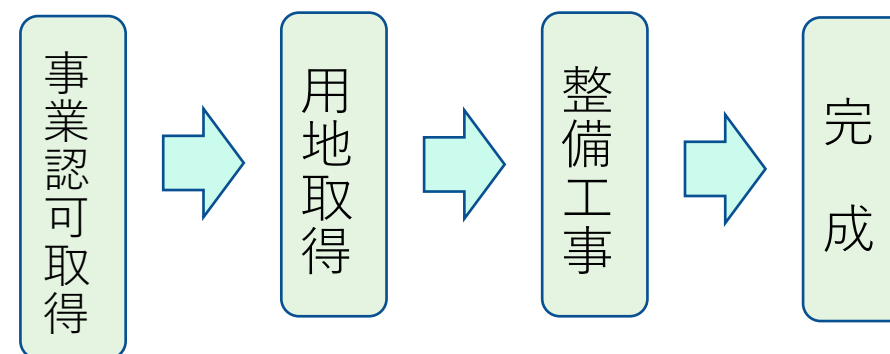 事業認可取得
用地取得
整備工事
完成